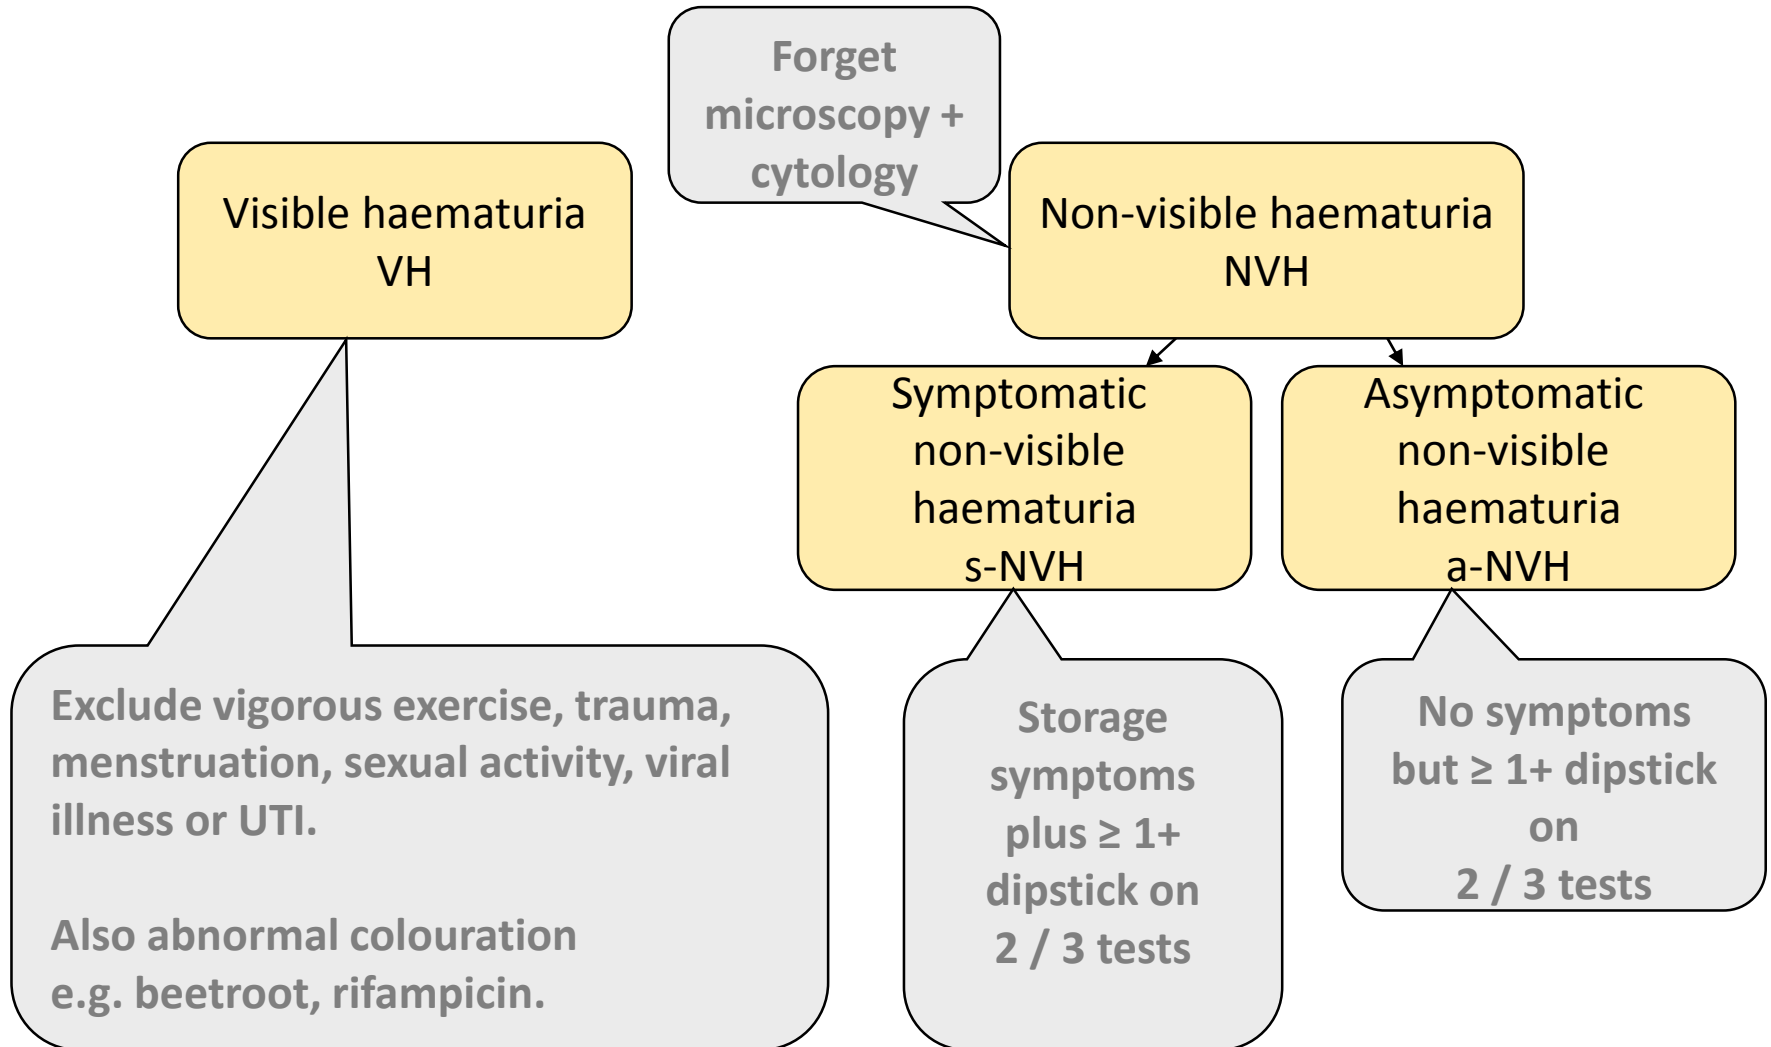 Forget
microscopy +
cytology
Visible haematuria
VH
Non-visible haematuria
NVH
Symptomatic
non-visible
haematuria
s-NVH
Asymptomatic
non-visible
haematuria
a-NVH
Exclude vigorous exercise, trauma,
menstruation, sexual activity, viral
illness or UTI.
Also abnormal colouration
e.g. beetroot, rifampicin.
Storage
symptoms
plus ≥ 1+
dipstick on
2 / 3 tests
No symptoms
but ≥ 1+ dipstick
on
2 / 3 tests